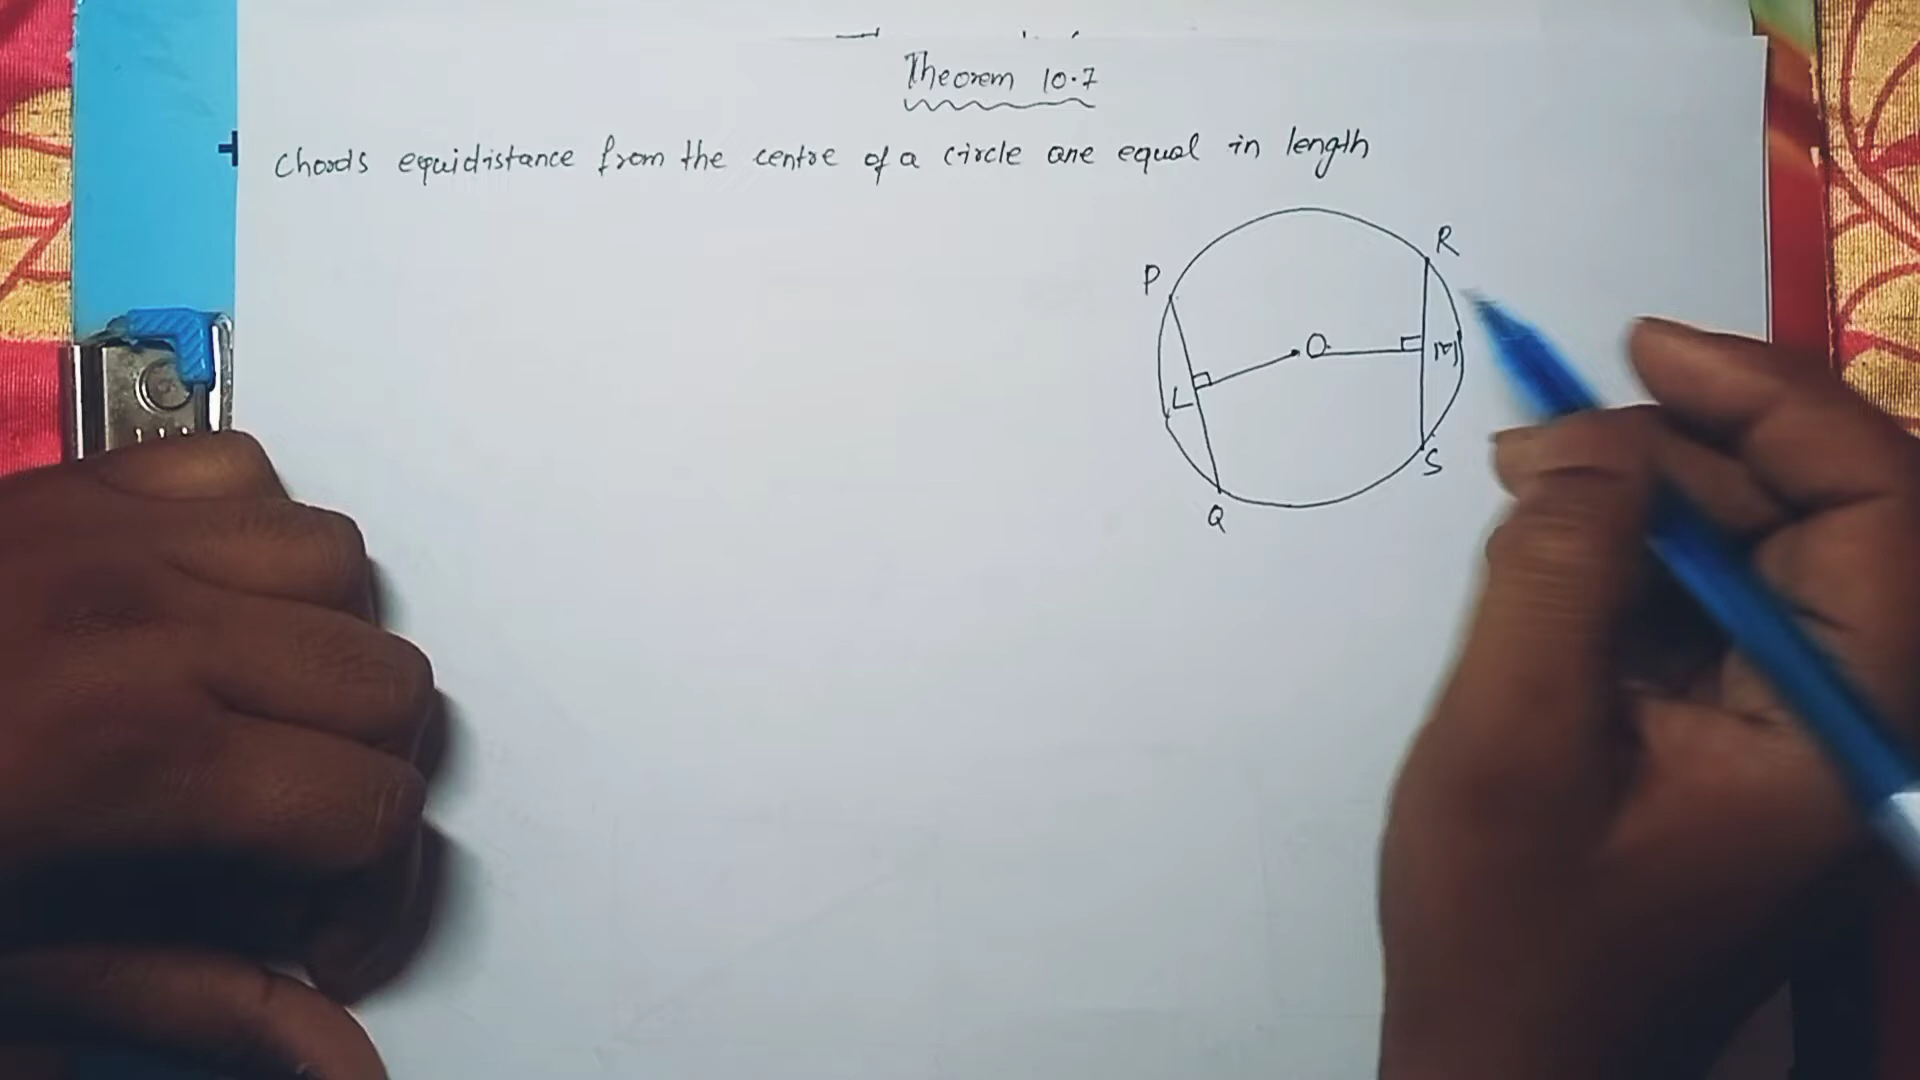 Theorem 10.7
Chords equidistance from the centre of a circle are equal in length
R
P
O
M
L
S
Q